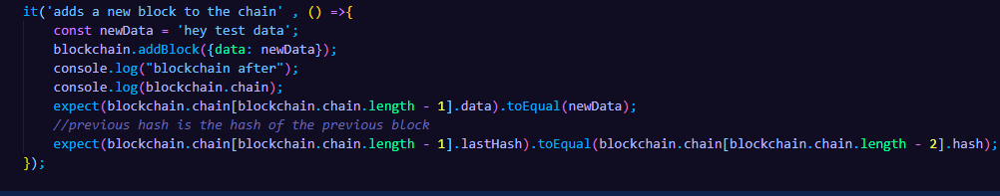 it('adds a new block to the chain' , () =>{
const newData = 'hey test data';
blockchain.addBlock({data: newData});
console.log("blockchain after");
console.log(blockchain.chain);
expect(blockchain.chain[blockchain.chain.length - 1].data).toEqual(newData);
//previous hash is the hash of the previous block
expect(blockchain.chain[blockchain.chain.length - 1].lastHash).toEqual(blockchain.chain[blockchain.chain.length - 2].hash);
});